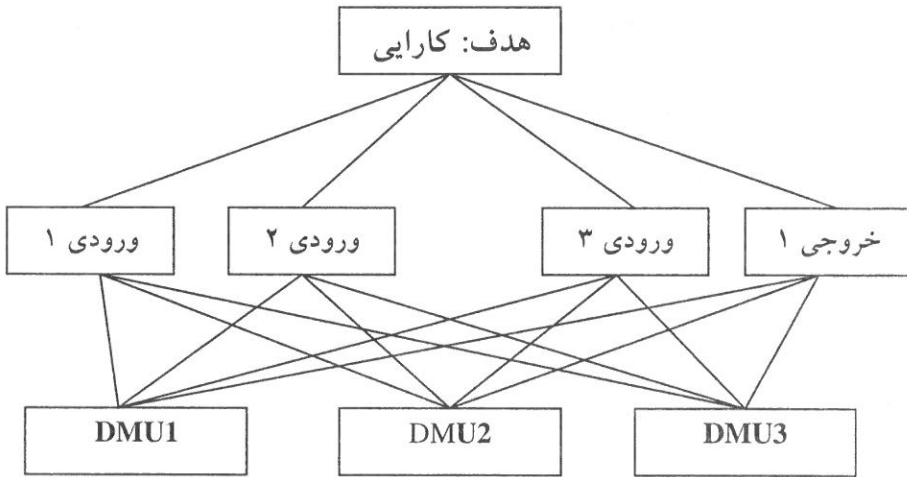 هدف: کارایی
ورودی ۱
ورودی ۲
ورودی ۳
خروجی ۱
DMU1
DMU2
DMU3